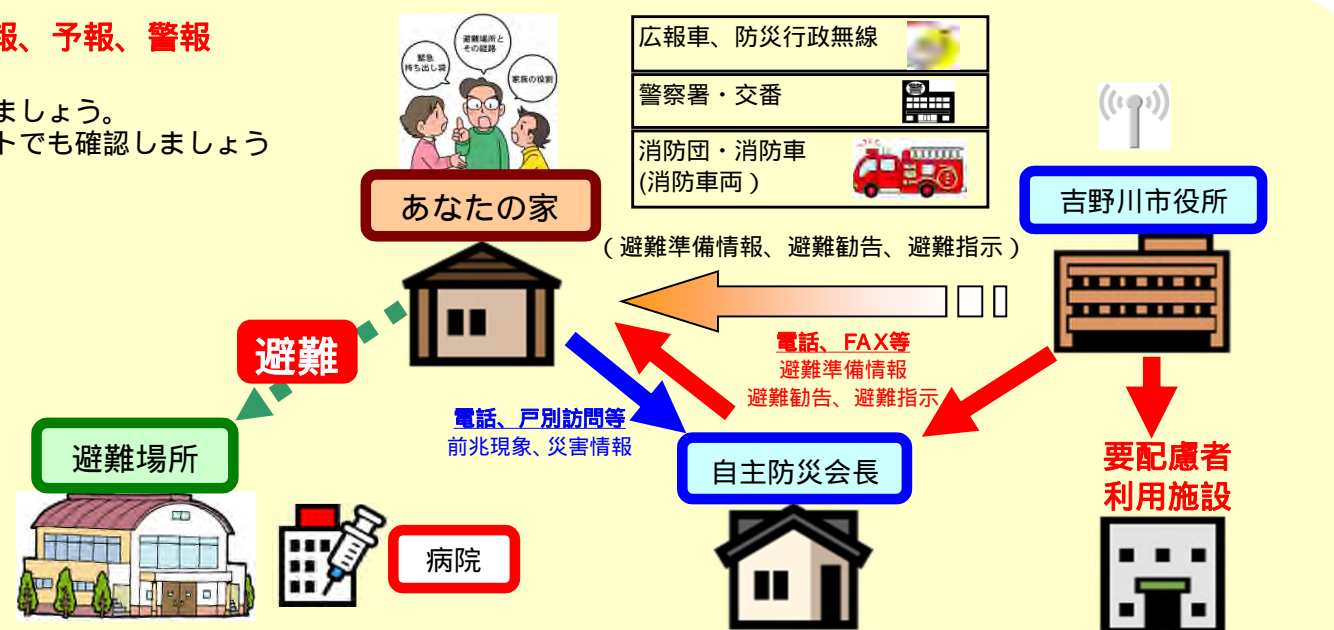 報、予報、警報
ましょう。
トでも確認しましょう
緊急
持ち出し袋
避難場所と
その経路
家族の役割
あなたの家
広報車、防災行政無線
警察署・交番
警
消防団・消防車
(消防車両)
吉野川市役所
(避難準備情報、避難勧告、避難指示)
電話、FAX等
避難準備情報
避難勧告、避難指示
避難
電話、戸別訪問等
前兆現象、災害情報
避難場所
自主防災会長
要配慮者
利用施設
病院